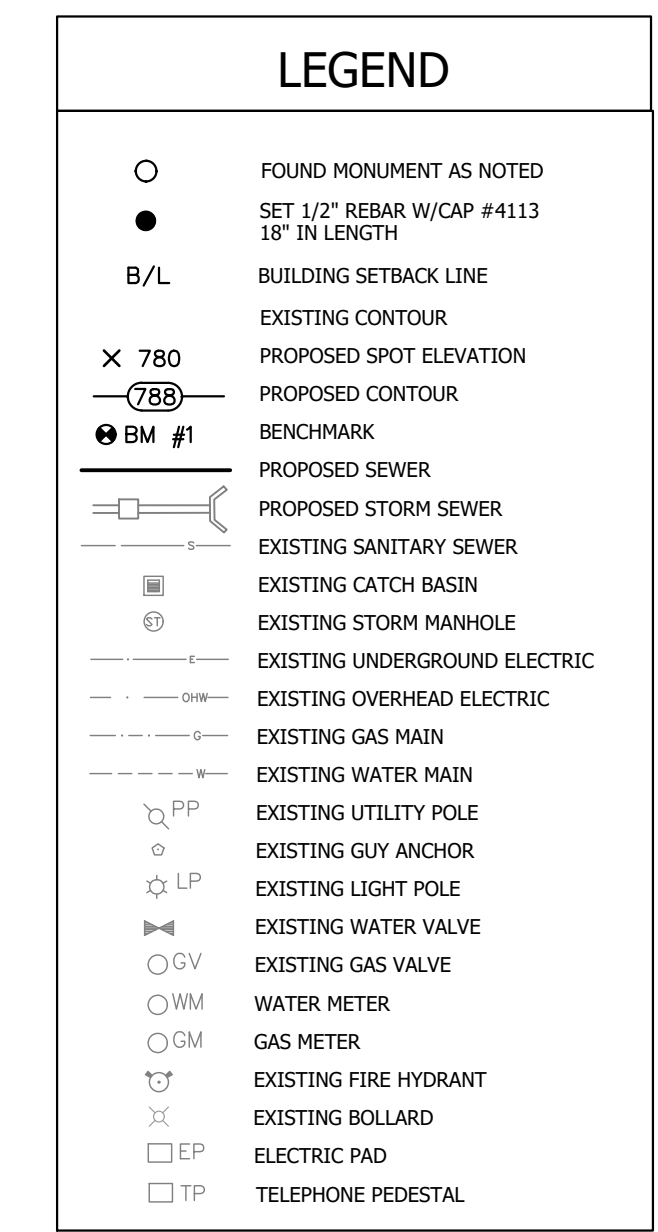 LEGEND
FOUND MONUMENT AS NOTED
SET 1/2" REBAR W/CAP #4113
18" IN LENGTH
B/L BUILDING SETBACK LINE
EXISTING CONTOUR
780 PROPOSED SPOT ELEVATION
788 PROPOSED CONTOUR
BM #1 BENCHMARK
PROPOSED SEWER
PROPOSED STORM SEWER
S EXISTING SANITARY SEWER
EXISTING CATCH BASIN
ST EXISTING STORM MANHOLE
E EXISTING UNDERGROUND ELECTRIC
OHW EXISTING OVERHEAD ELECTRIC
G EXISTING GAS MAIN
W EXISTING WATER MAIN
PP EXISTING UTILITY POLE
EXISTING GUY ANCHOR
LP EXISTING LIGHT POLE
EXISTING WATER VALVE
GV EXISTING GAS VALVE
WM WATER METER
GM GAS METER
EXISTING FIRE HYDRANT
EXISTING BOLLARD
EP ELECTRIC PAD
TP TELEPHONE PEDESTAL